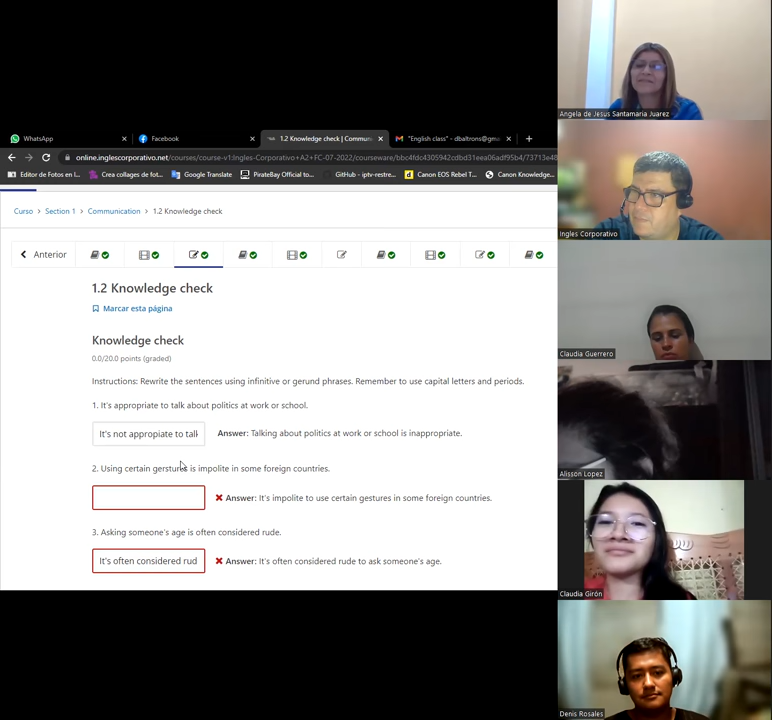 WhatsApp
Facebook
1.2 Knowledge check | Commun
"English class" - dbaltrons@gm
online.inglescorporativo.net/courses/course-v1:Ingles-Corporativo+A2+FC-07-2022/courseware/bbc4fdc4305942cdbd31eea06adf95b4/73713e48
Editor de Fotos en l...
Crea collages de fot...
Google Translate
PirateBay Official to...
GitHub - iptv-restre...
Canon EOS Rebel T...
Canon Knowledge...
Curso > Section 1 > Communication > 1.2 Knowledge check
Anterior
1.2 Knowledge check
Marcar esta página
Knowledge check
0.0/20.0 points (graded)
Instructions: Rewrite the sentences using infinitive or gerund phrases. Remember to use capital letters and periods.
1. It's appropriate to talk about politics at work or school.
It's not appropiate to talk
Answer: Talking about politics at work or school is inappropriate.
2. Using certain gerstures is impolite in some foreign countries.
Answer: It's impolite to use certain gestures in some foreign countries.
3. Asking someone's age is often considered rude.
It's often considered rud
Answer: It's often considered rude to ask someone's age.
Angela de Jesus Santamaria Juarez
Ingles Corporativo
Claudia Guerrero
Alisson Lopez
Claudia Girón
Denis Rosales